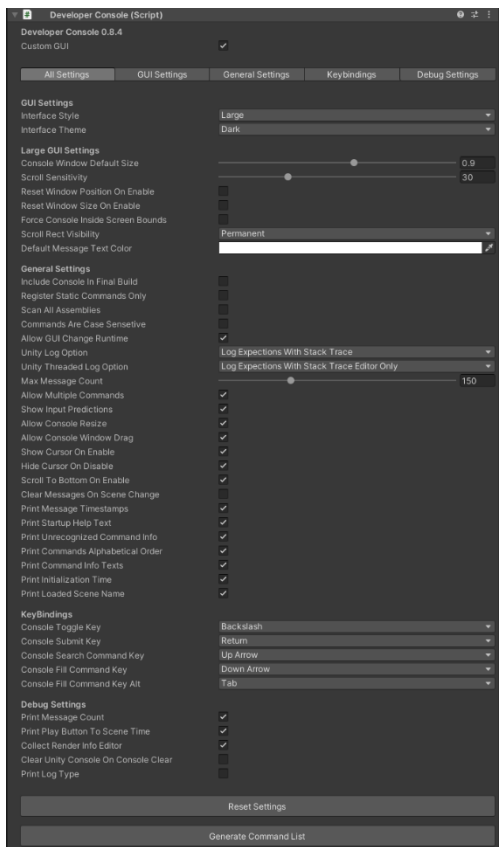 Developer Console (Script)
Developer Console 0.8.4
Custom GUI
All Settings GUI Settings General Settings Keybindings Debug Settings
GUI Settings
Interface Style Large
Interface Theme Dark
Large GUI Settings
Console Window Default Size 0.9
Scroll Sensitivity 30
Reset Window Position On Enable
Reset Window Size On Enable
Force Console Inside Screen Bounds
Scroll Rect Visibility Permanent
Default Message Text Color
General Settings
Include Console In Final Build
Register Static Commands Only
Scan All Assemblies
Commands Are Case Sensetive
Allow GUI Change Runtime
Unity Log Option Log Expections With Stack Trace
Unity Threaded Log Option Log Expections With Stack Trace Editor Only
Max Message Count 150
Allow Multiple Commands
Show Input Predictions
Allow Console Resize
Allow Console Window Drag
Show Cursor On Enable
Hide Cursor On Disable
Scroll To Bottom On Enable
Clear Messages On Scene Change
Print Message Timestamps
Print Startup Help Text
Print Unrecognized Command Info
Print Commands Alphabetical Order
Print Command Info Texts
Print Initialization Time
Print Loaded Scene Name
KeyBindings
Console Toggle Key Backslash
Console Submit Key Return
Console Search Command Key Up Arrow
Console Fill Command Key Down Arrow
Console Fill Command Key Alt Tab
Debug Settings
Print Message Count
Print Play Button To Scene Time
Collect Render Info Editor
Clear Unity Console On Console Clear
Print Log Type
Reset Settings
Generate Command List